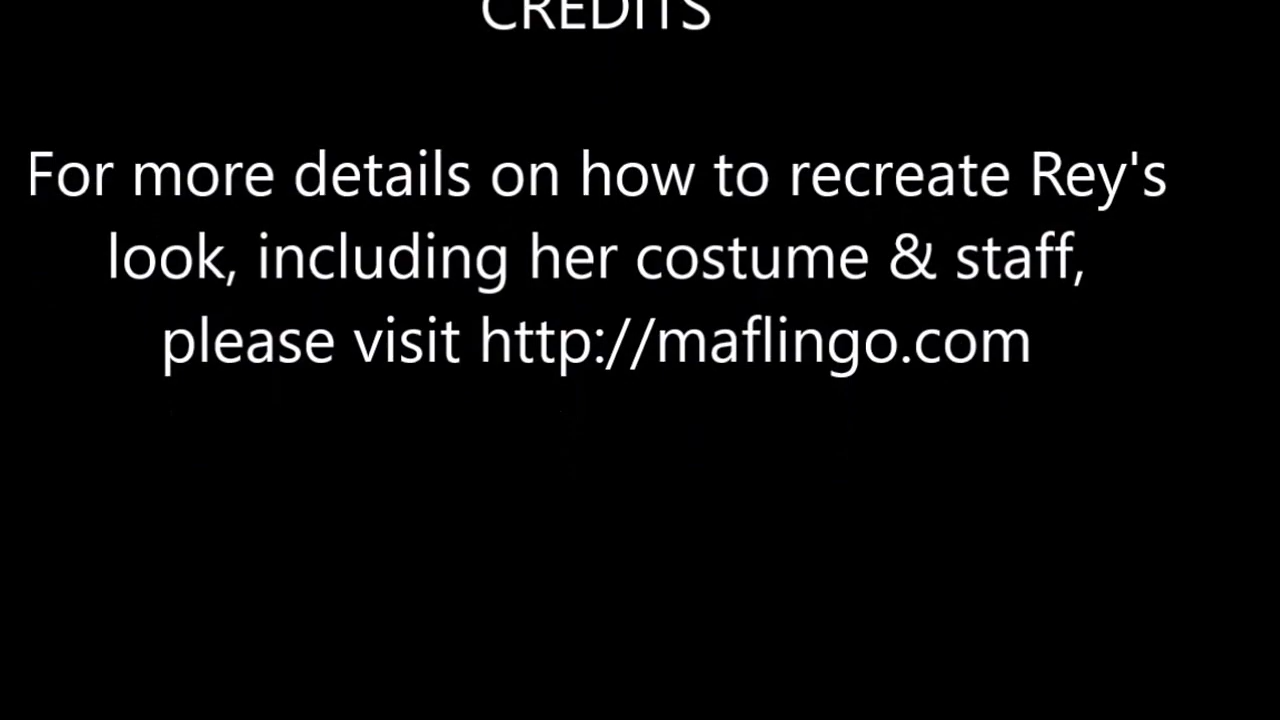 CREDITS
For more details on how to recreate Rey's
look, including her costume & staff,
please visit http://maflingo.com